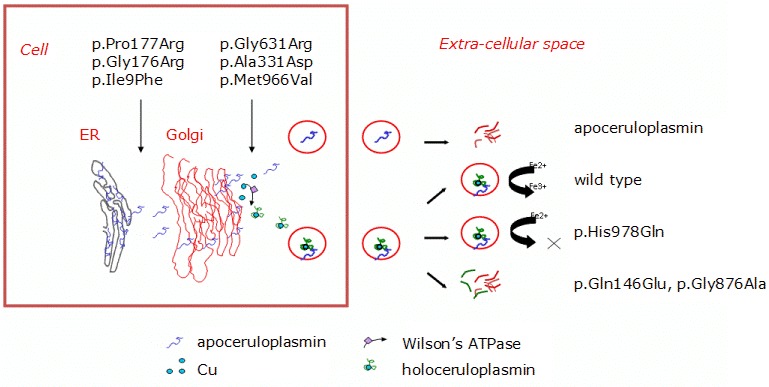 Cell
p.Pro177Arg
p.Gly176Arg
p.Ile9Phe
p.Gly631Arg
p.Ala331Asp
p.Met966Val
Extra-cellular space
ER
Golgi
apoceruloplasmin
Fe2+
Fe3+
wild type
Fe2+
p.His978Gln
p.Gln146Glu, p.Gly876Ala
apoceruloplasmin
Wilson's ATPase
Cu
holoceruloplasmin